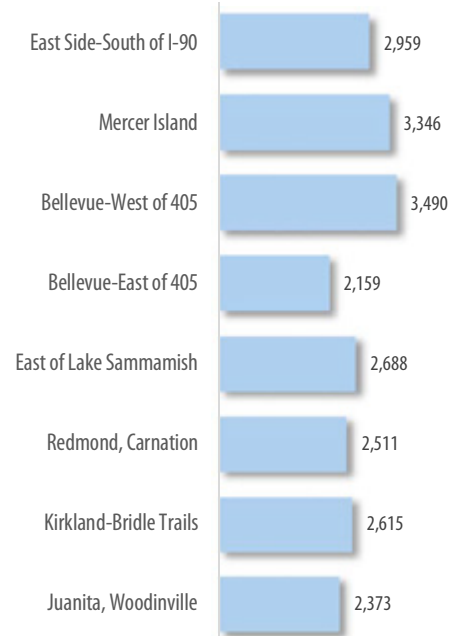 East Side-South of I-90 2,959
Mercer Island 3,346
Bellevue-West of 405 3,490
Bellevue-East of 405 2,159
East of Lake Sammamish 2,688
Redmond, Carnation 2,511
Kirkland-Bridle Trails 2,615
Juanita, Woodinville 2,373